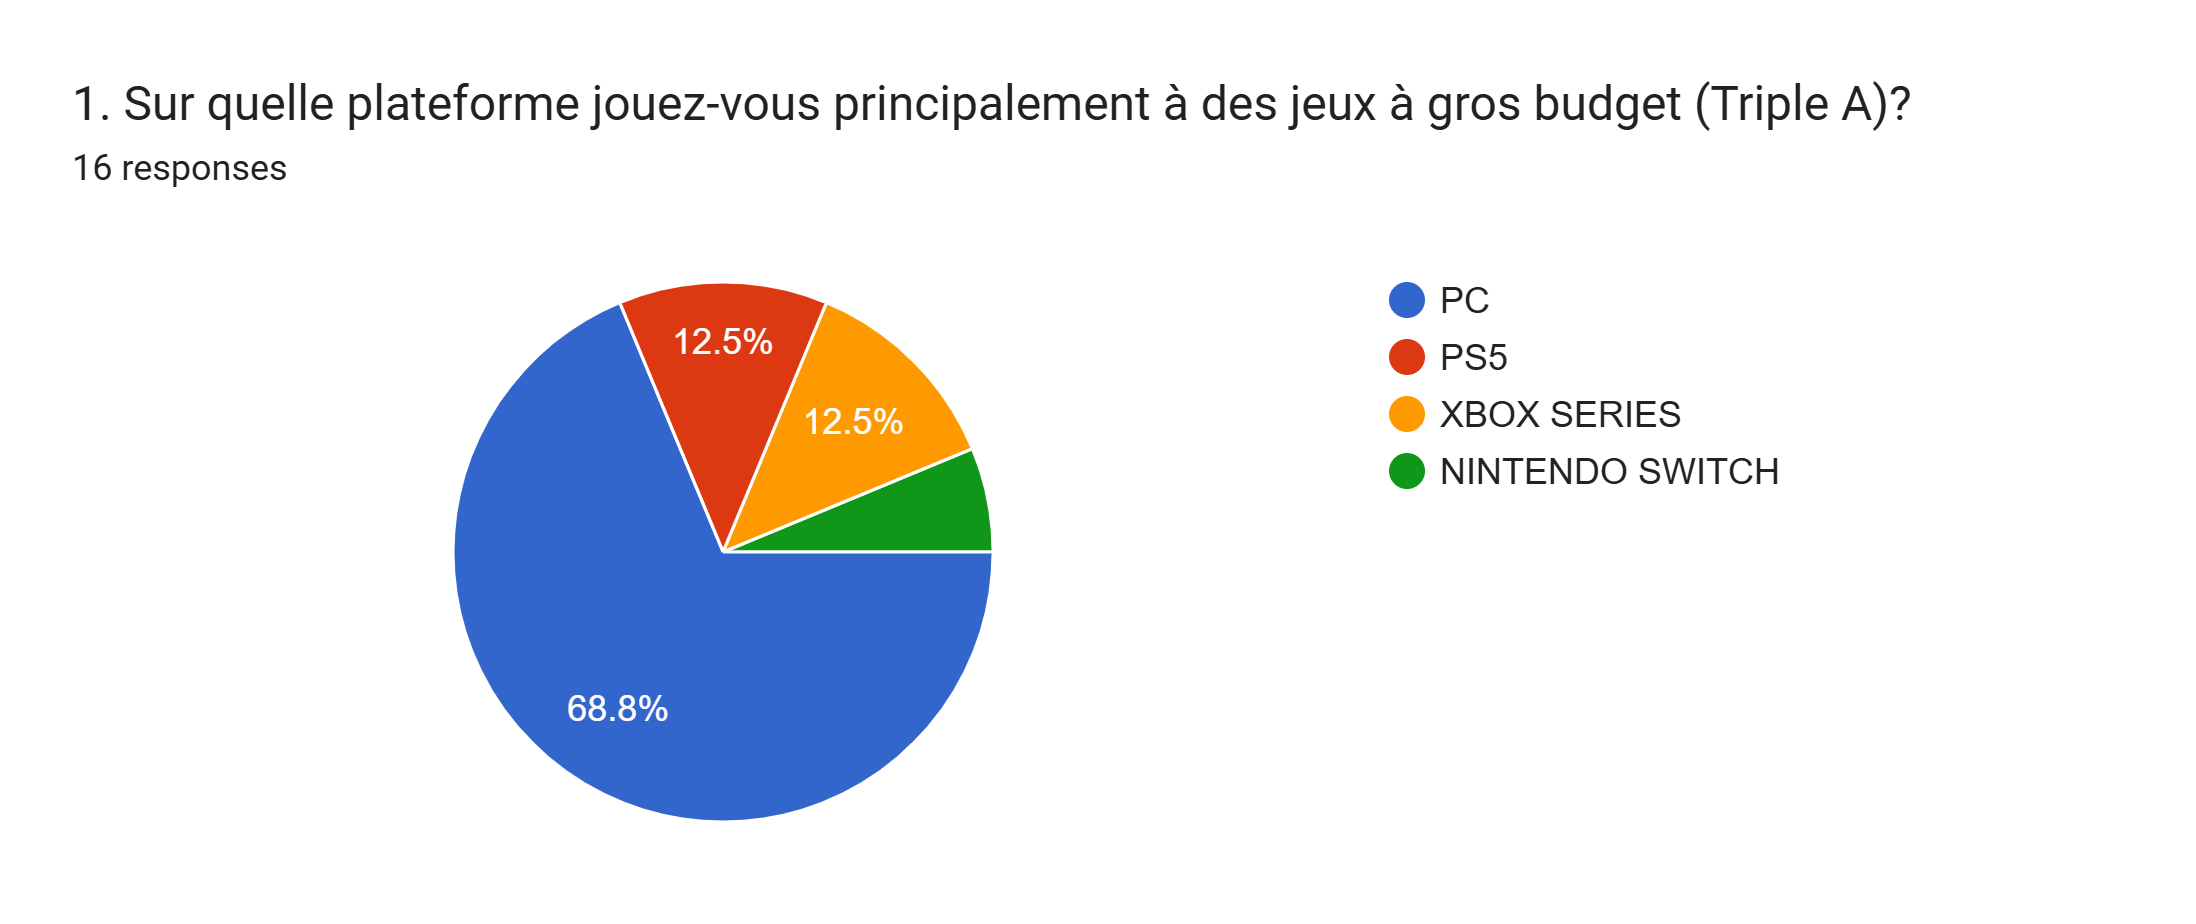 1. Sur quelle plateforme jouez-vous principalement à des jeux à gros budget (Triple A)?
16 responses
12.5%
12.5%
68.8%
PC
PS5
XBOX SERIES
NINTENDO SWITCH